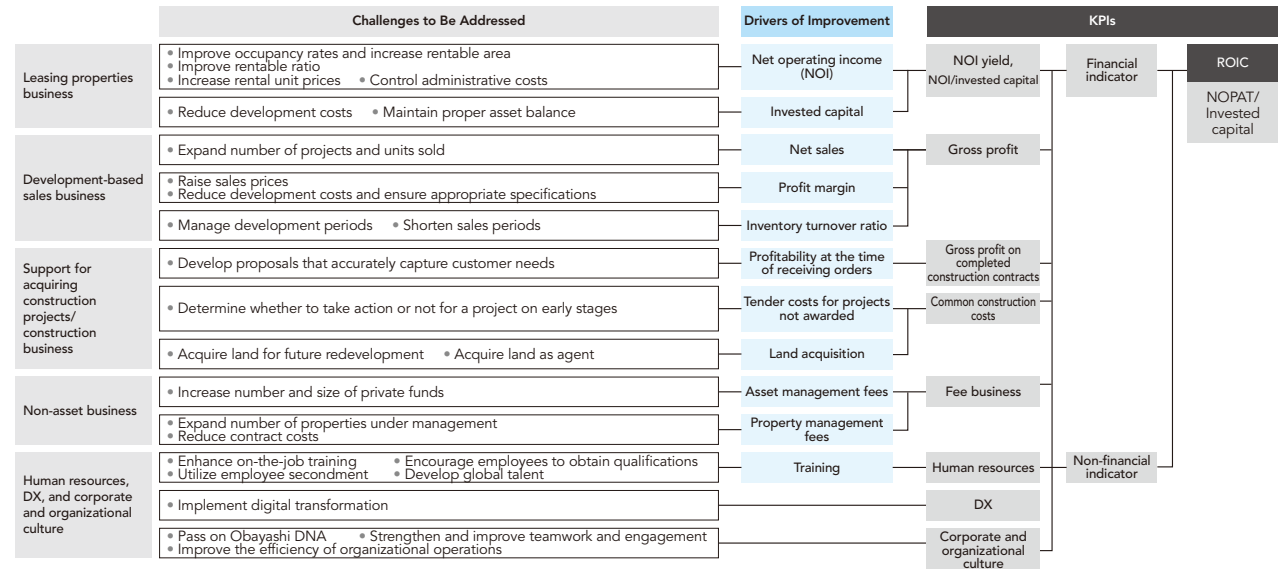 Challenges to Be Addressed
Drivers of Improvement
KPIs
Leasing properties
business
• Improve occupancy rates and increase rentable area
• Improve rentable ratio
• Increase rental unit prices • Control administrative costs
Net operating income
(NOI)
NOI yield,
NOI/invested capital
Financial
indicator
ROIC
NOPAT/
Invested
capital
• Reduce development costs • Maintain proper asset balance
Invested capital
Development-based
sales business
• Expand number of projects and units sold
Net sales
Gross profit
• Raise sales prices
• Reduce development costs and ensure appropriate specifications
Profit margin
• Manage development periods • Shorten sales periods
Inventory turnover ratio
Support for
acquiring
construction
projects/
construction
business
• Develop proposals that accurately capture customer needs
Profitability at the time
of receiving orders
Gross profit on
completed
construction contracts
• Determine whether to take action or not for a project on early stages
Tender costs for projects
not awarded
Common construction
costs
• Acquire land for future redevelopment • Acquire land as agent
Land acquisition
Non-asset business
• Increase number and size of private funds
Asset management fees
Fee business
• Expand number of properties under management
• Reduce contract costs
Property management
fees
Human resources,
DX, and corporate
and organizational
culture
• Enhance on-the-job training • Encourage employees to obtain qualifications
• Utilize employee secondment • Develop global talent
Training
Human resources
Non-financial
indicator
• Implement digital transformation
DX
• Pass on Obayashi DNA • Strengthen and improve teamwork and engagement
• Improve the efficiency of organizational operations
Corporate and
organizational
culture